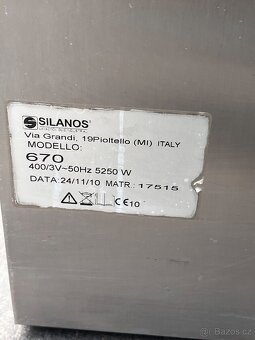 SILANOS®
Via Grandi, 19Pioltello (MI) ITALY
MODELLO:
670
400/3V~50Hz 5250 W
DATA: 24/11/10 MATR: 17515
CE10
© Bazoš.cz